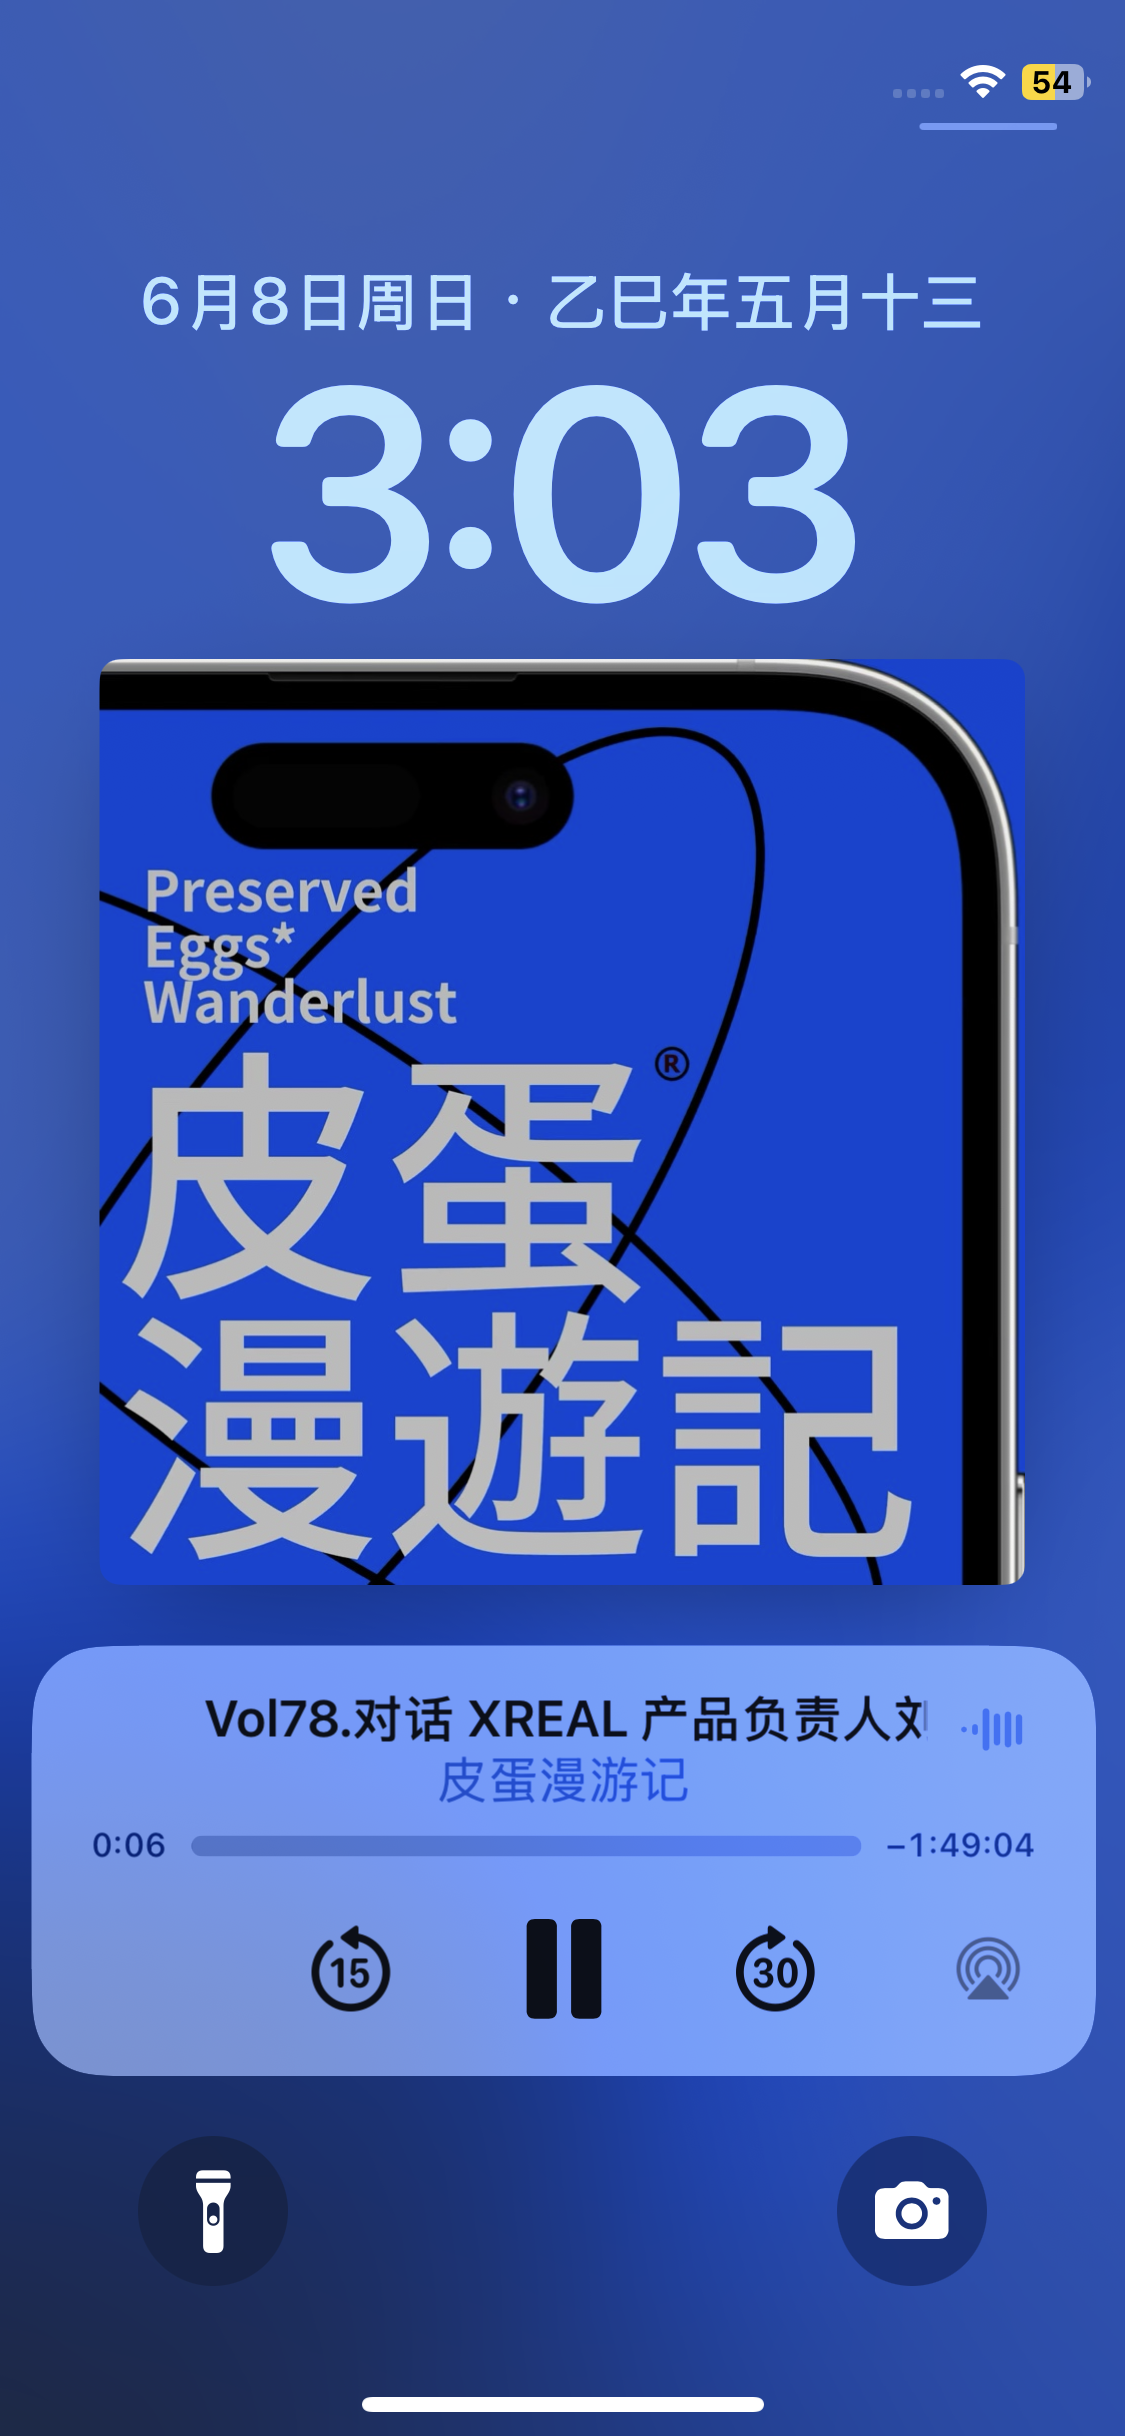 54
6月8日周日 · 乙巳年五月十三
3:03
Preserved
Eggs*
Wanderlust
皮蛋®
漫遊記
Vol78.对话 XREAL 产品负责人
皮蛋漫游记
0:06
−1:49:04
15
30